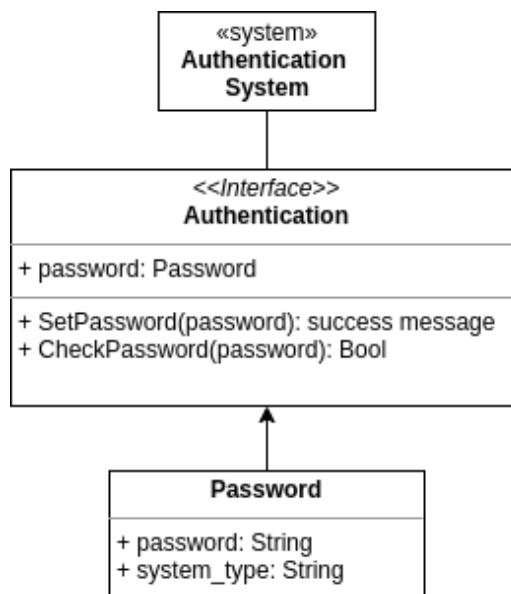 «system»
Authentication
System
<<Interface>>
Authentication
+ password: Password
+ SetPassword(password): success message
+ CheckPassword(password): Bool
Password
+ password: String
+ system_type: String